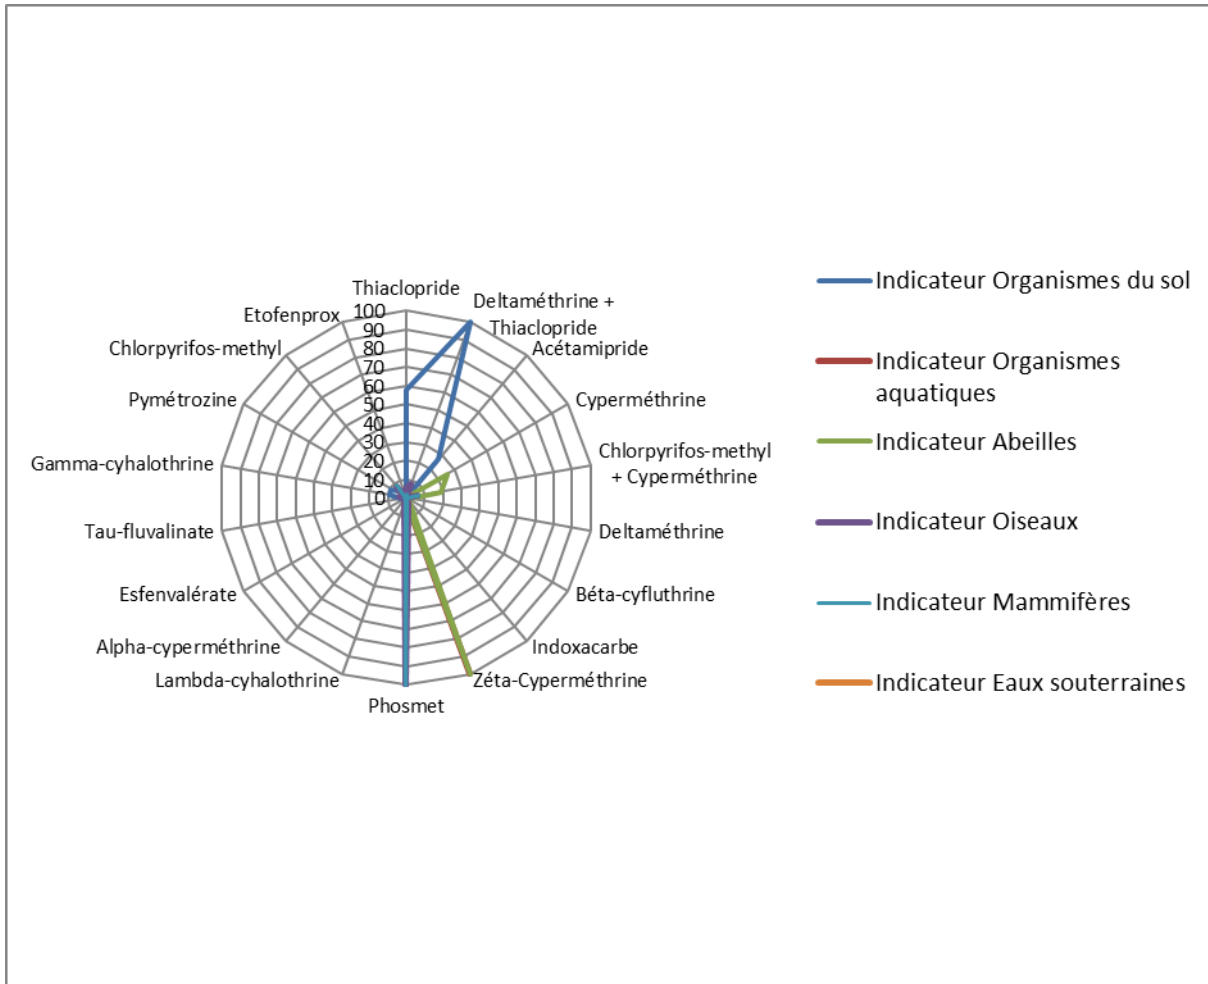 Thiaclopride
Deltaméthrine +
Thiaclopride
Acétamipride
Cyperméthrine
Chlorpyrifos-methyl
+ Cyperméthrine
Deltaméthrine
Béta-cyfluthrine
Indoxacarbe
Zéta-Cyperméthrine
Phosmet
Lambda-cyhalothrine
Alpha-cyperméthrine
Esfenvalérate
Tau-fluvalinate
Gamma-cyhalothrine
Pymétrozine
Chlorpyrifos-methyl
Etofenprox
100
90
80
70
60
50
40
30
20
10
0
Indicateur Organismes du sol
Indicateur Organismes
aquatiques
Indicateur Abeilles
Indicateur Oiseaux
Indicateur Mammifères
Indicateur Eaux souterraines